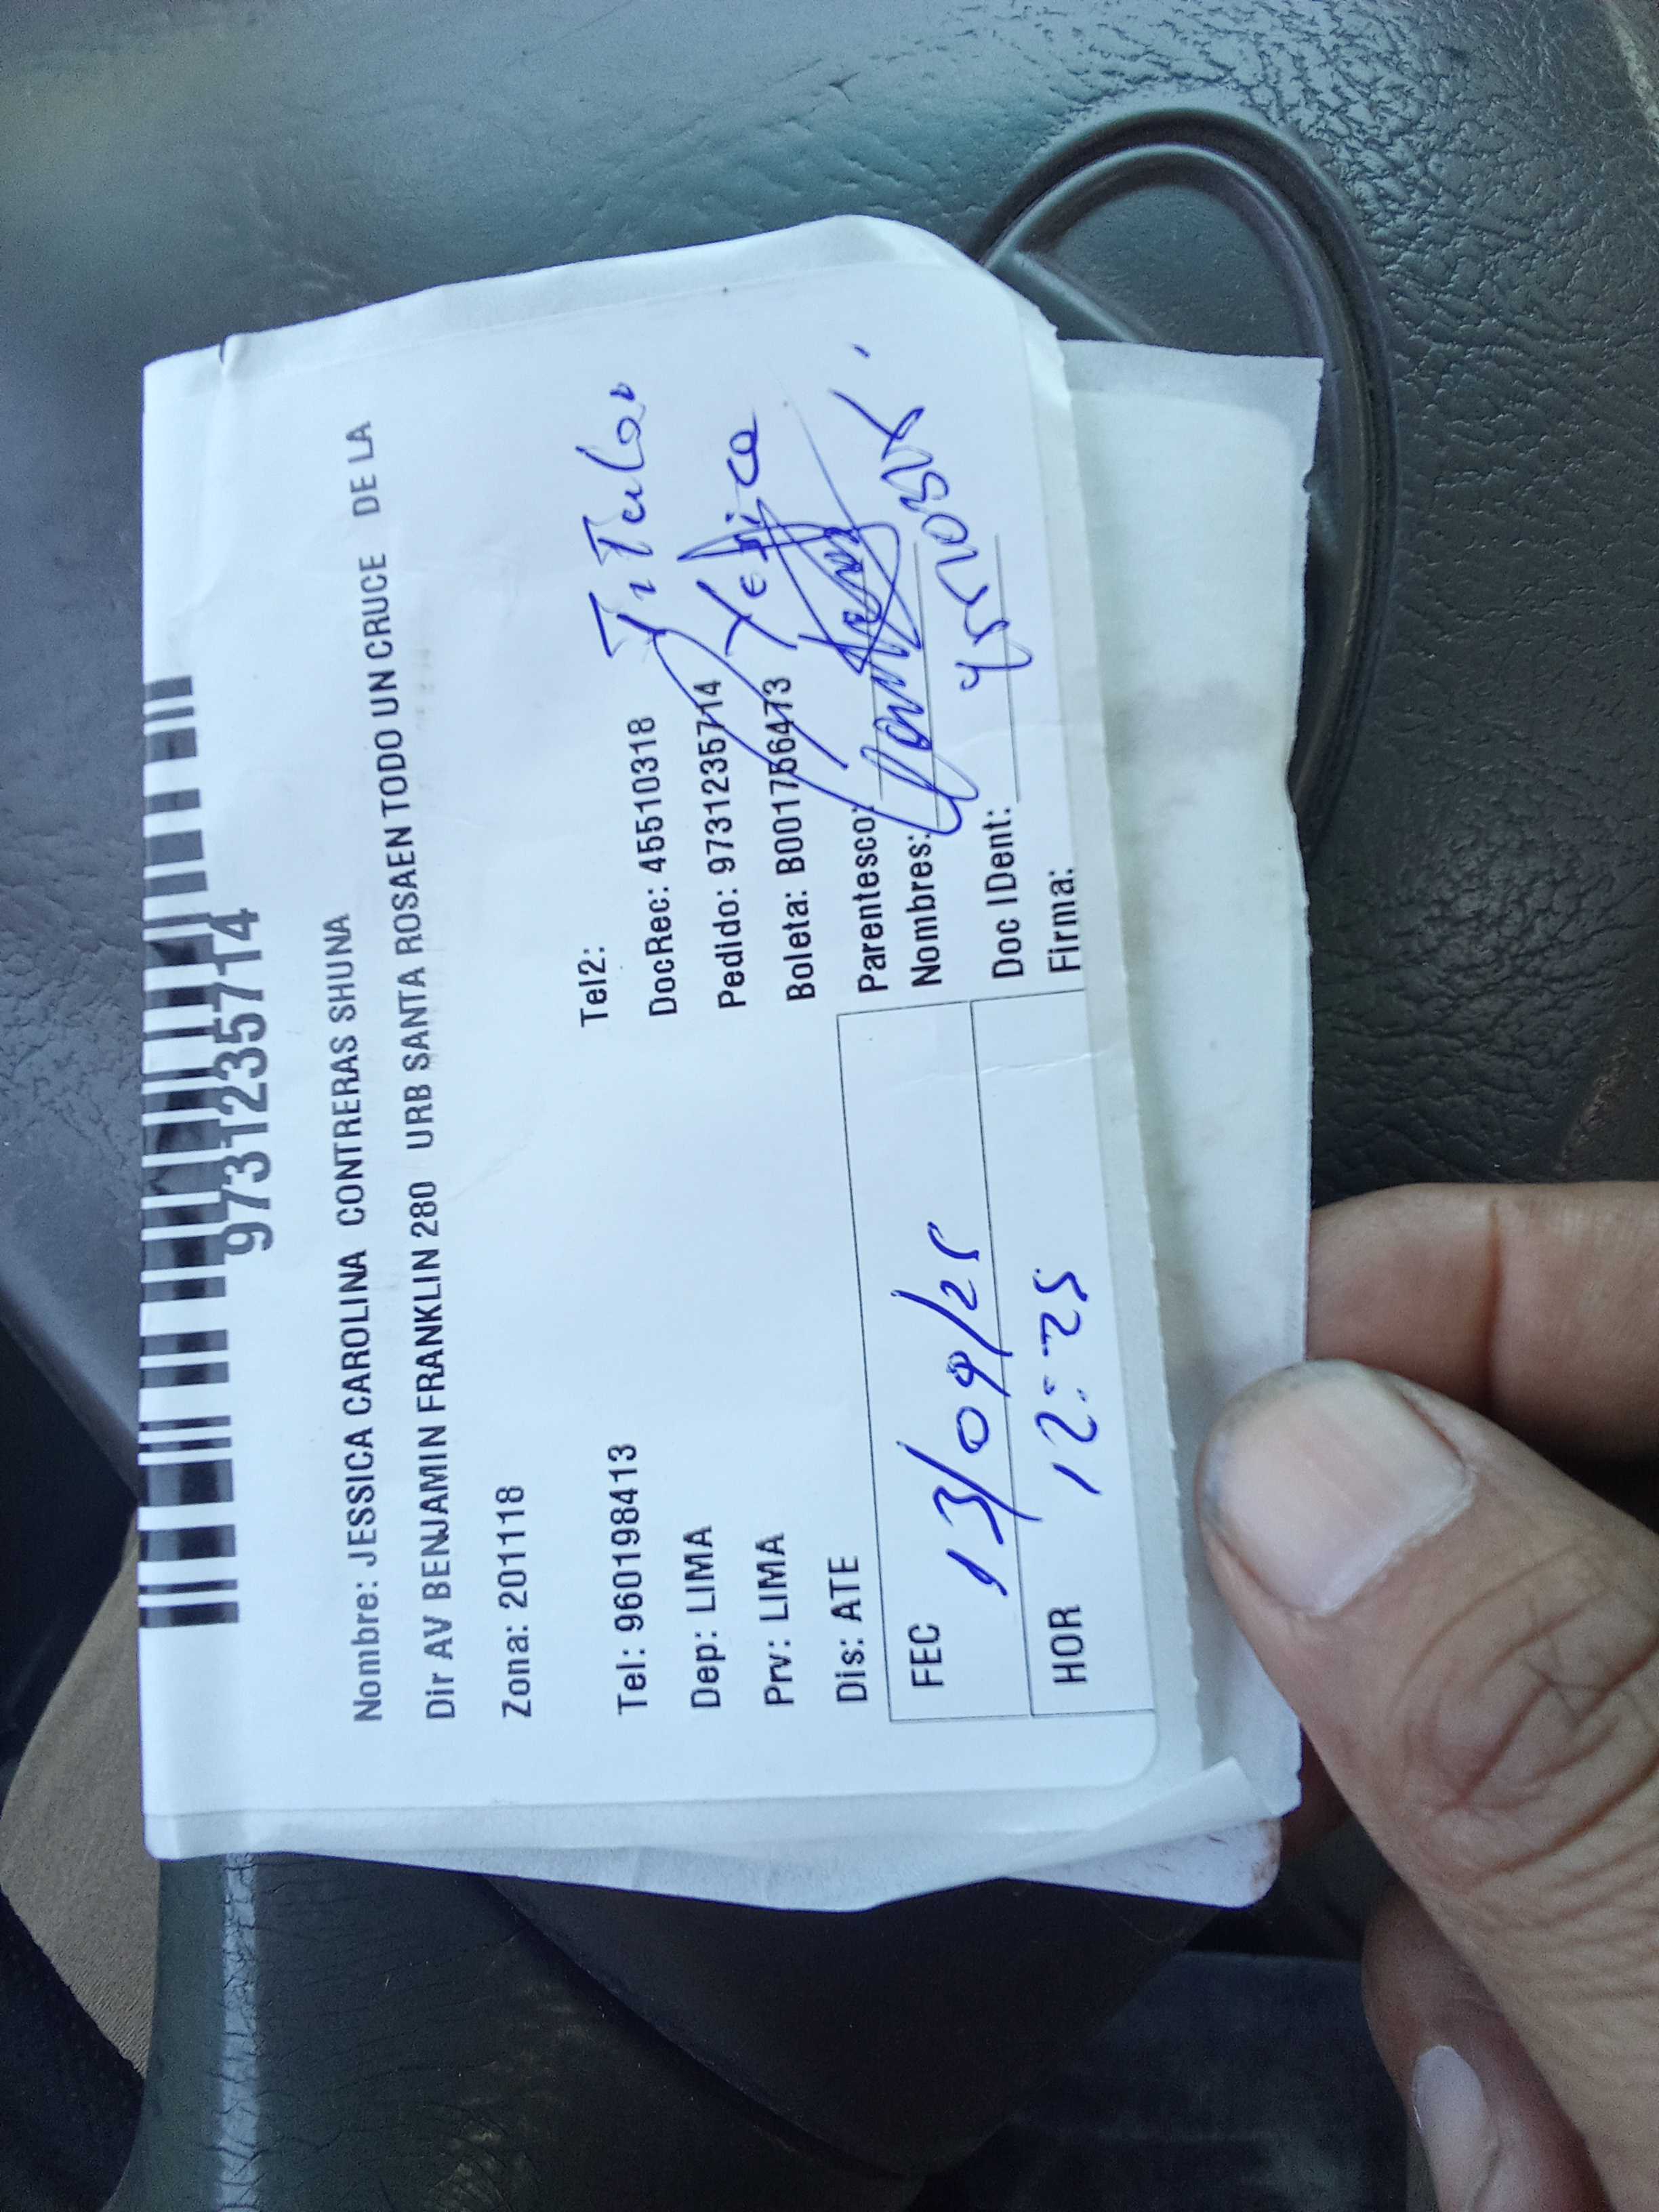 9731235714
Nombre: JESSICA CAROLINA CONTRERAS SHUNA
Dir AV BENJAMIN FRANKLIN 280 URB SANTA ROSAEN TODO UN CRUCE DE LA
Zona: 201118
Tel: 960198413
Tel2:
Dep: LIMA
DocRec: 45510318
Prv: LIMA
Pedido: 9731235714
Dis: ATE
Boleta: B001756473
Titular
Parentesco:
Nombres:
Doc IDent:
Firma:
FEC 13/09/25
HOR 12:25